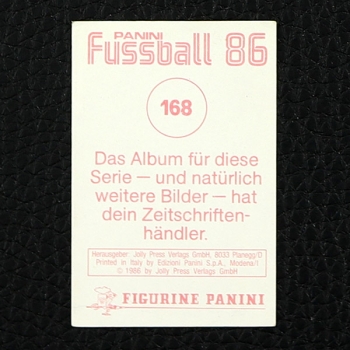 PANINI
Fussball 86
168
Das Album für diese
Serie — und natürlich
weitere Bilder — hat
dein Zeitschriften-
händler.
Herausgeber: Jolly Press Verlags GmbH, 8033 Planegg/D
Printed in Italy by Edizioni Panini S.p.A., Modena/I
© 1986 by Jolly Press Verlags GmbH
FIGURINE PANINI